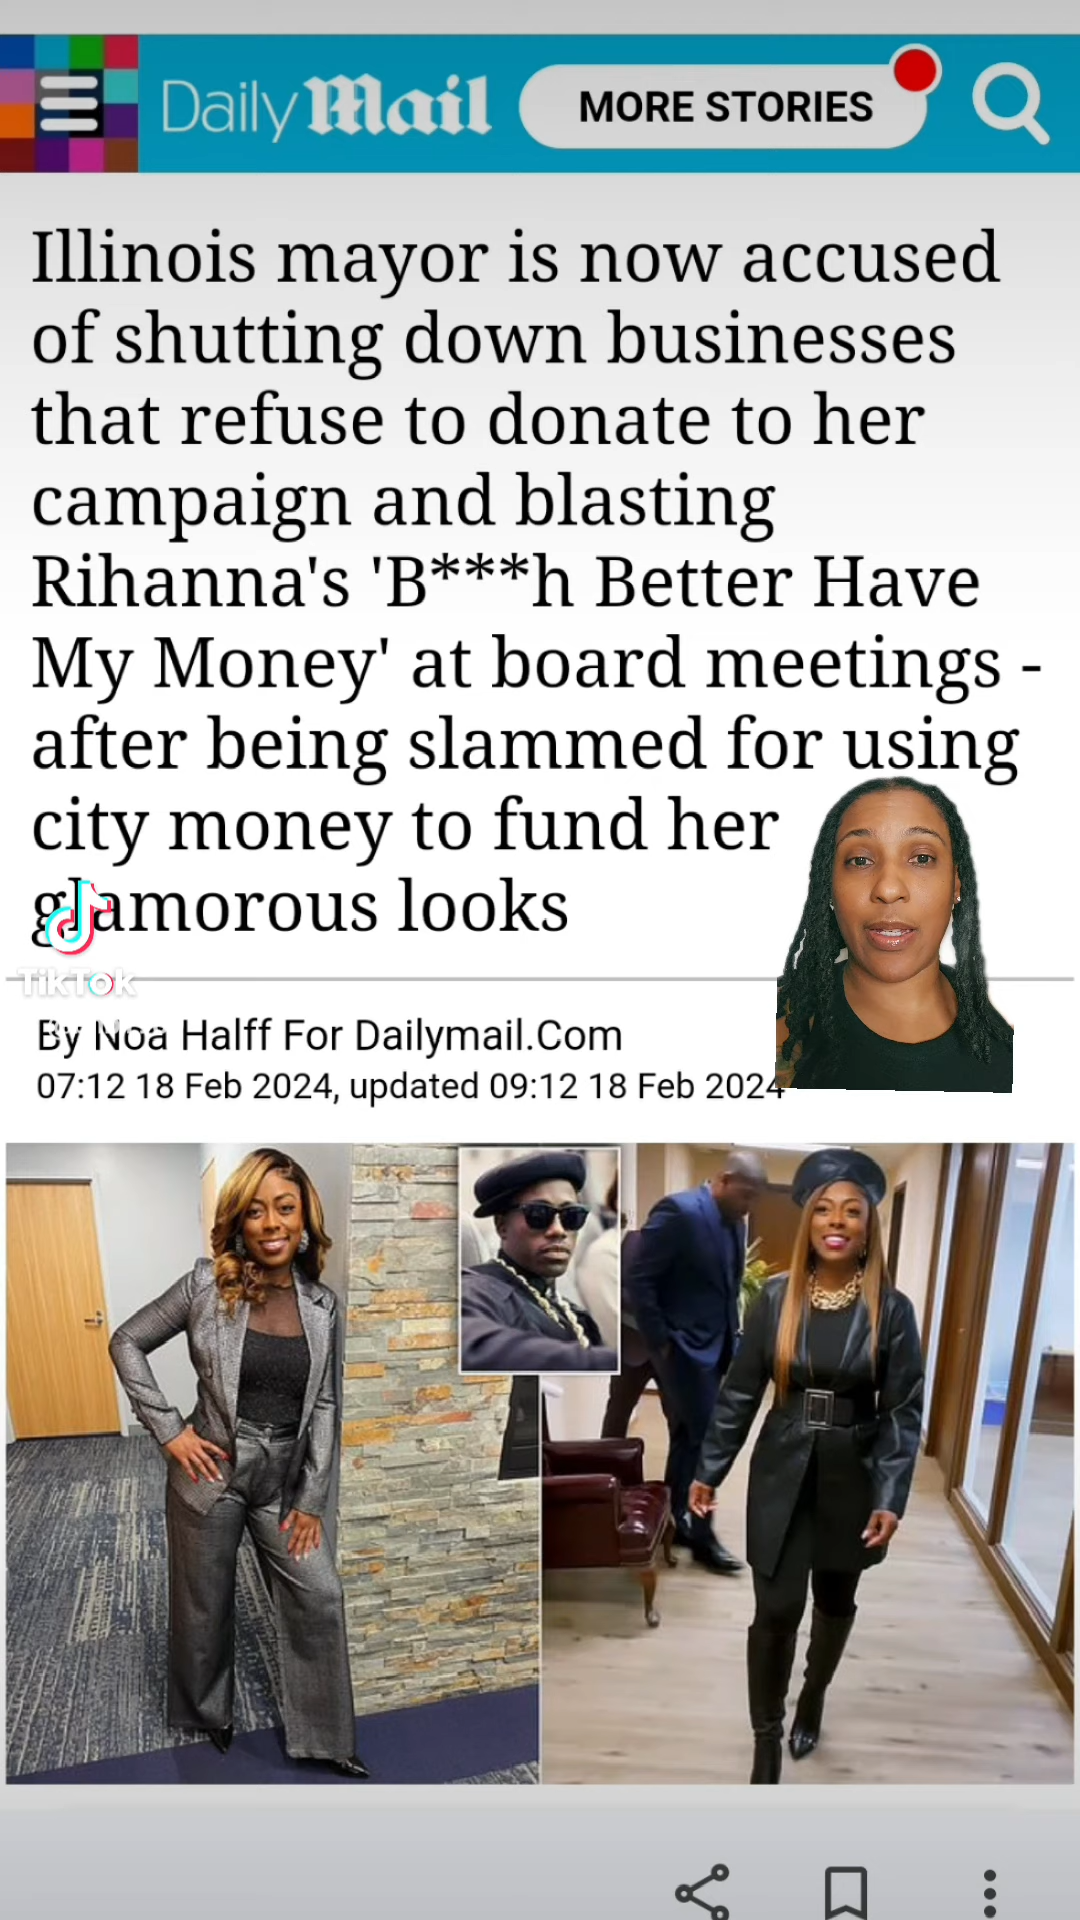 Daily Mail
MORE STORIES
Illinois mayor is now accused
of shutting down businesses
that refuse to donate to her
campaign and blasting
Rihanna's 'B***h Better Have
My Money' at board meetings -
after being slammed for using
city money to fund her
glamorous looks
TikTok
By Noa Halff For Dailymail.Com
07:12 18 Feb 2024, updated 09:12 18 Feb 2024